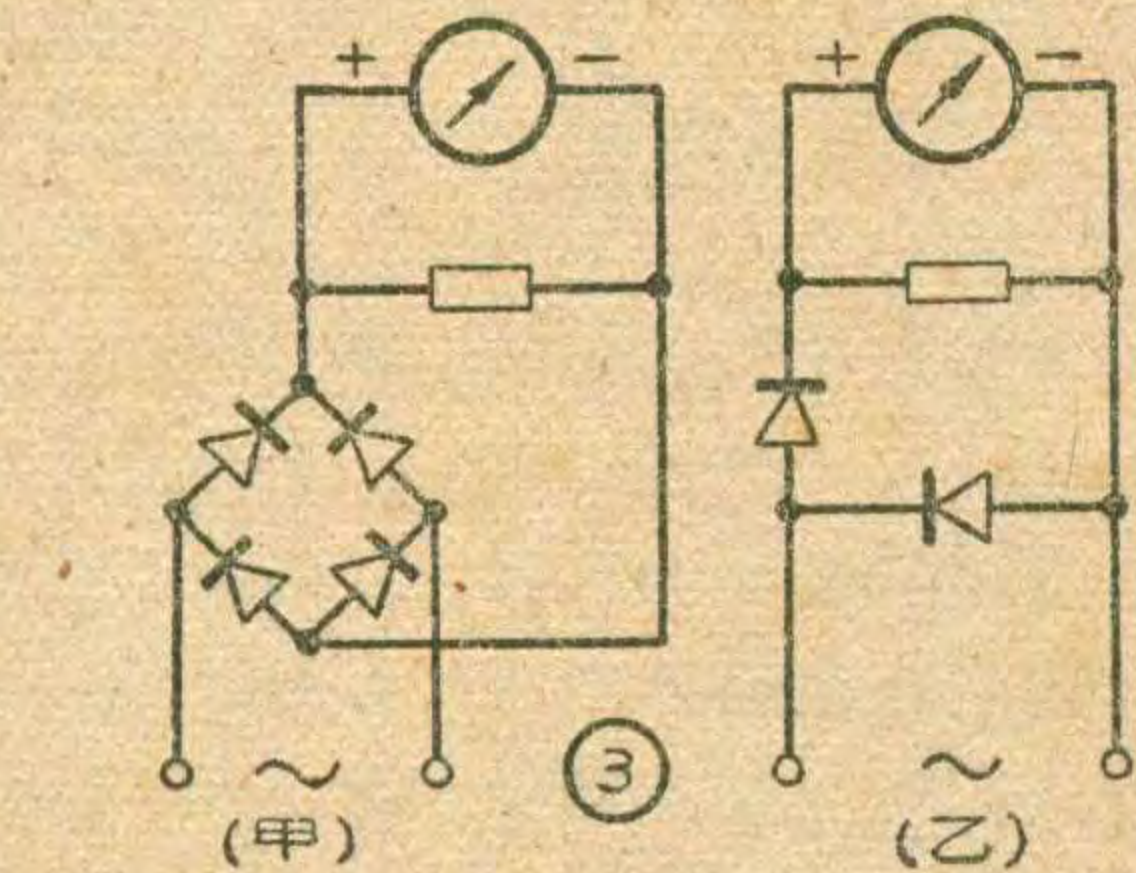 + − + −
~ ③ ~
(甲) (乙)